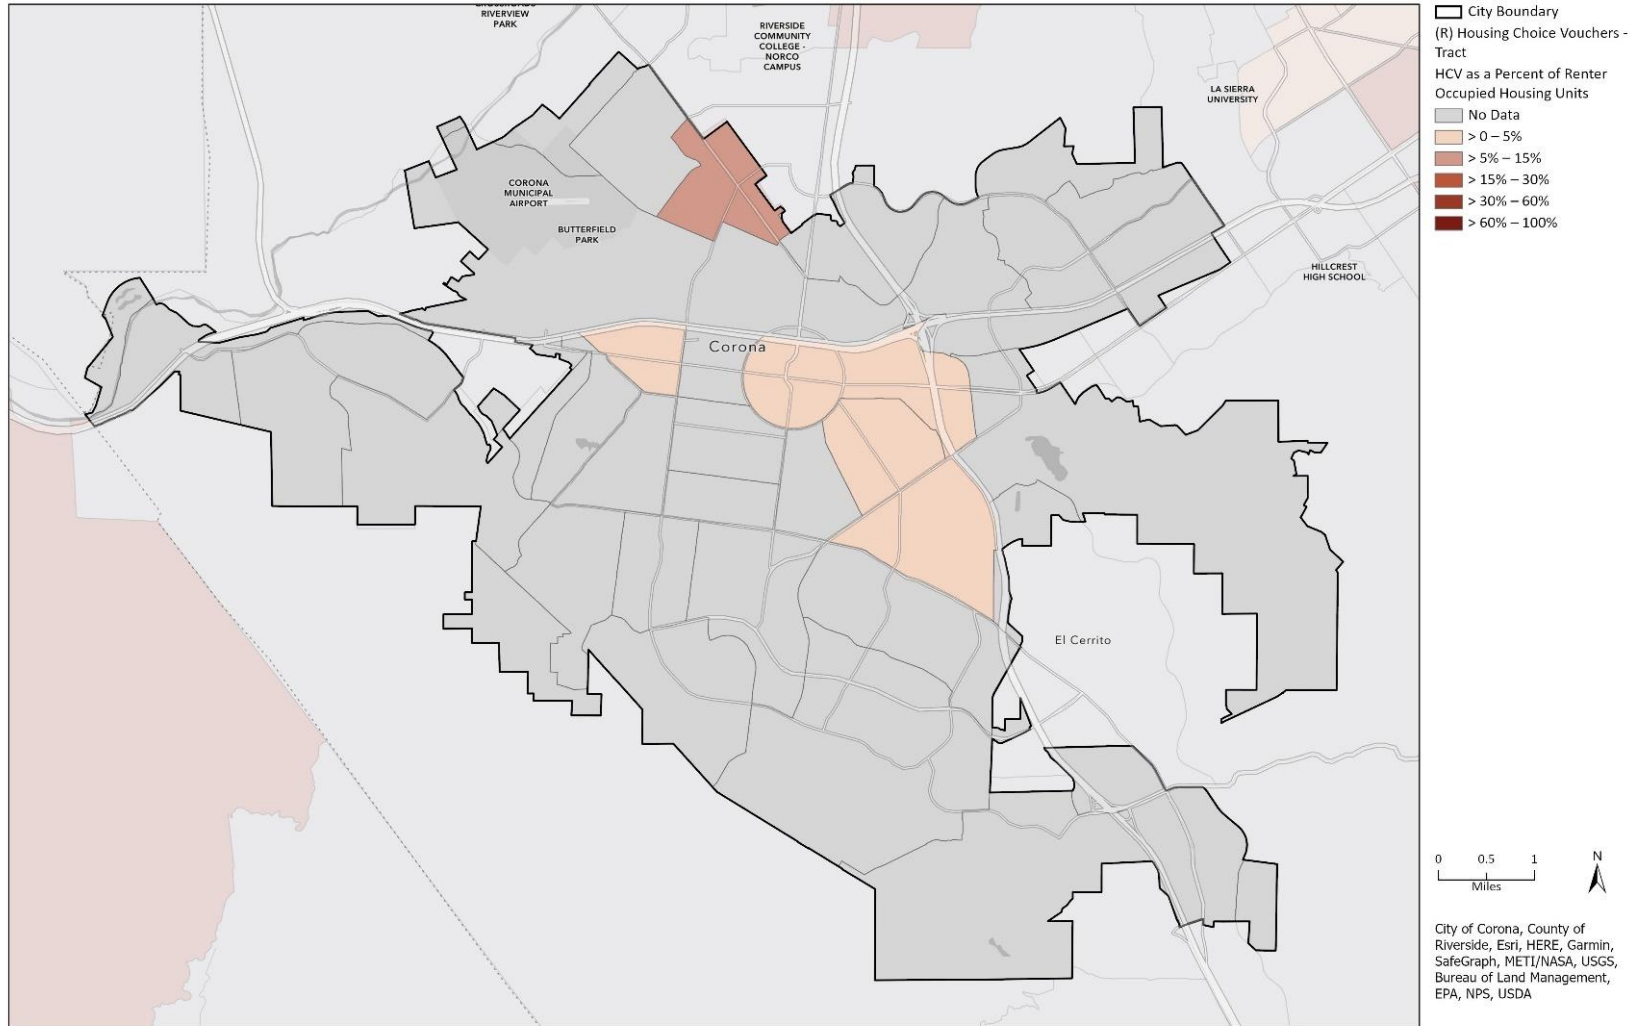 RIVERVIEW
PARK
RIVERSIDE
COMMUNITY
COLLEGE -
NORCO
CAMPUS
LA SIERRA
UNIVERSITY
CORONA
MUNICIPAL
AIRPORT
BUTTERFIELD
PARK
HILLCREST
HIGH SCHOOL
Corona
El Cerrito
City Boundary
(R) Housing Choice Vouchers -
Tract
HCV as a Percent of Renter
Occupied Housing Units
No Data
> 0 – 5%
> 5% – 15%
> 15% – 30%
> 30% – 60%
> 60% – 100%
0 0.5 1
Miles
N
City of Corona, County of
Riverside, Esri, HERE, Garmin,
SafeGraph, METI/NASA, USGS,
Bureau of Land Management,
EPA, NPS, USDA